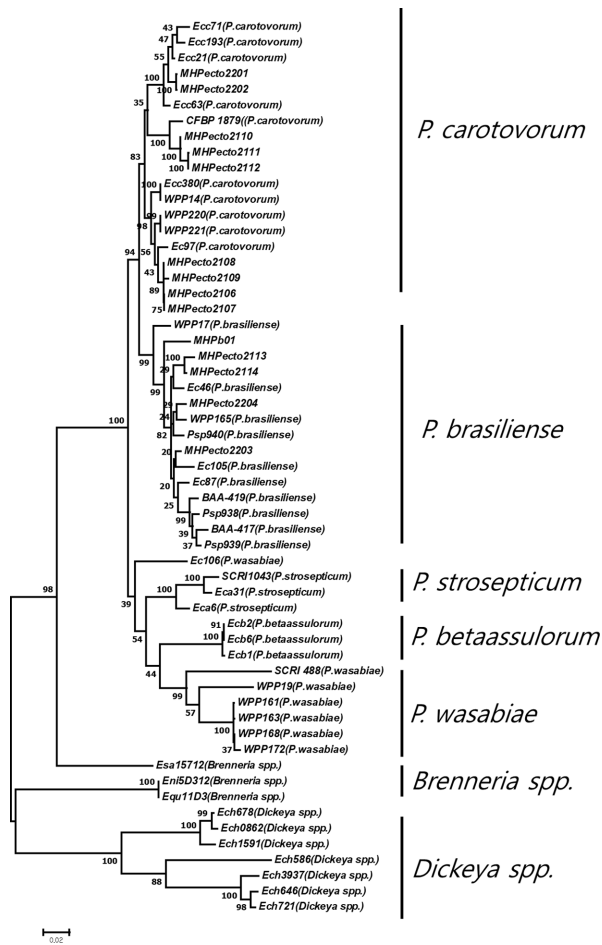 43
Ecc71(P.carotovorum)
47
Ecc193(P.carotovorum)
55
Ecc21(P.carotovorum)
100
MHPecto2201
100
MHPecto2202
35
Ecc63(P.carotovorum)
CFBP 1879((P.carotovorum)
MHPecto2110
100
P. carotovorum
100
MHPecto2111
83
100
MHPecto2112
100
Ecc380(P.carotovorum)
WPP14(P.carotovorum)
99
WPP220(P.carotovorum)
98
WPP221(P.carotovorum)
94
56
Ec97(P.carotovorum)
MHPecto2108
43
MHPecto2109
89
MHPecto2106
75
MHPecto2107
WPP17(P.brasiliense)
MHPb01
99
100
MHPecto2113
29
MHPecto2114
99
Ec46(P.brasiliense)
29
MHPecto2204
24
WPP165(P.brasiliense)
P. brasiliense
100
82
Psp940(P.brasiliense)
20
MHPecto2203
Ec105(P.brasiliense)
20
Ec87(P.brasiliense)
25
BAA-419(P.brasiliense)
99
Psp938(P.brasiliense)
39
BAA-417(P.brasiliense)
37
Psp939(P.brasiliense)
Ec106(P.wasabiae)
98
100
SCRI1043(P.strosepticum)
P. strosepticum
100
Eca31(P.strosepticum)
39
Eca6(P.strosepticum)
91
Ecb2(P.betaassulorum)
54
100
Ecb6(P.betaassulorum)
P. betaassulorum
Ecb1(P.betaassulorum)
44
SCRI 488(P.wasabiae)
99
WPP19(P.wasabiae)
WPP161(P.wasabiae)
57
WPP163(P.wasabiae)
P. wasabiae
100
WPP168(P.wasabiae)
37
WPP172(P.wasabiae)
Esa15712(Brenneria spp.)
100
Eni5D312(Brenneria spp.)
Brenneria spp.
Equ11D3(Brenneria spp.)
99
Ech678(Dickeya spp.)
100
Ech0862(Dickeya spp.)
Ech1591(Dickeya spp.)
100
Ech586(Dickeya spp.)
Dickeya spp.
88
Ech3937(Dickeya spp.)
100
Ech646(Dickeya spp.)
98
Ech721(Dickeya spp.)
0.02